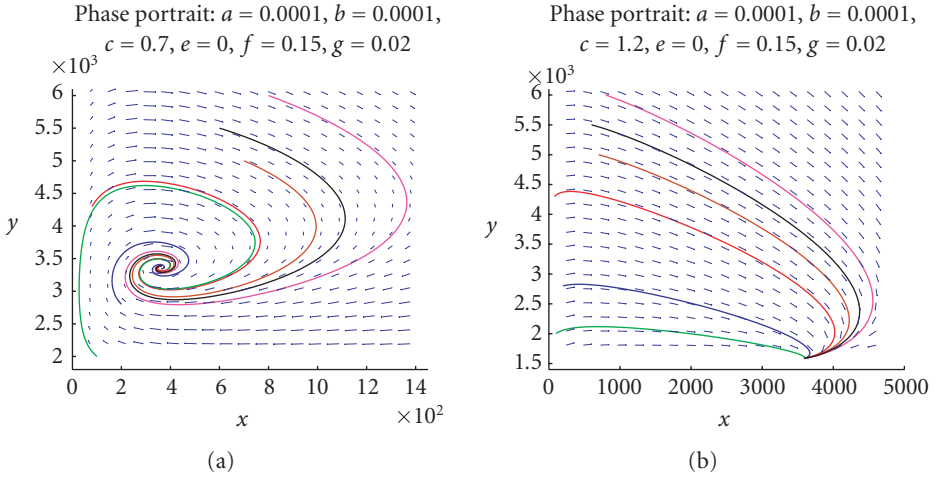 Phase portrait: a = 0.0001, b = 0.0001,
c = 0.7, e = 0, f = 0.15, g = 0.02
×10³
6
5.5
5
4.5
4
3.5
3
2.5
2
y
0 2 4 6 8 10 12 14
x
×10²
(a)
Phase portrait: a = 0.0001, b = 0.0001,
c = 1.2, e = 0, f = 0.15, g = 0.02
×10³
6
5.5
5
4.5
4
3.5
3
2.5
2
1.5
y
0 1000 2000 3000 4000 5000
x
(b)